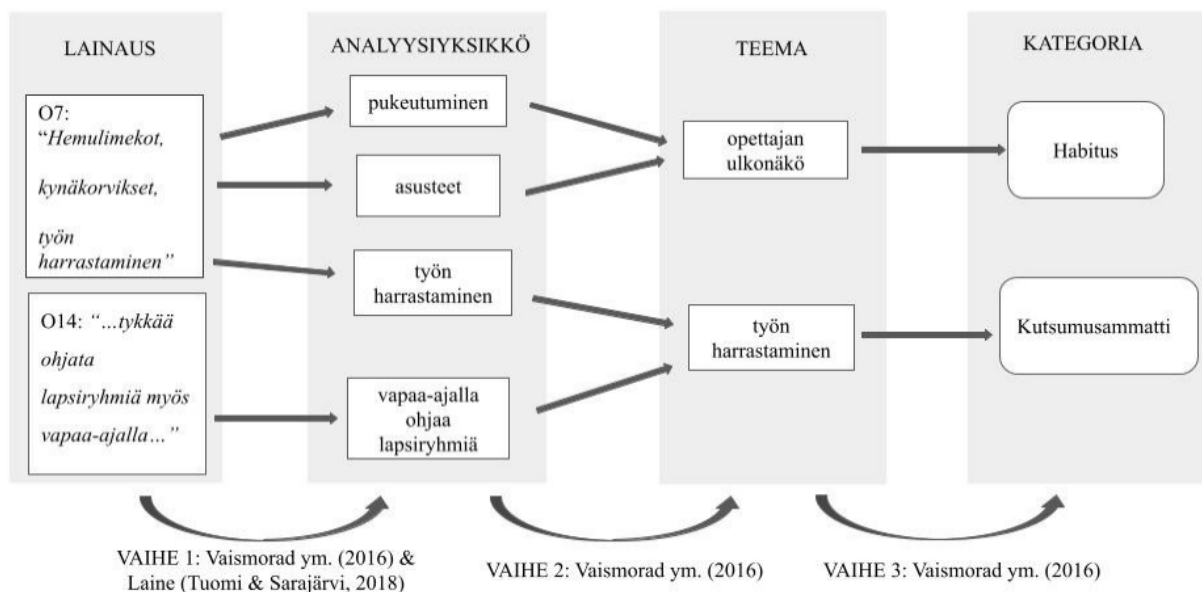 LAINAUS
O7:
“Hemulimekot,
kynäkorvikset,
työn
harrastaminen”
O14: “…tykkää
ohjata
lapsiryhmiä myös
vapaa-ajalla…”
ANALYYSIYKSIKKÖ
pukeutuminen
asusteet
työn
harrastaminen
vapaa-ajalla
ohjaa
lapsiryhmiä
TEEMA
opettajan
ulkonäkö
työn
harrastaminen
KATEGORIA
Habitus
Kutsumusammatti
VAIHE 1: Vaismorad ym. (2016) &
Laine (Tuomi & Sarajärvi, 2018)
VAIHE 2: Vaismorad ym. (2016)
VAIHE 3: Vaismorad ym. (2016)